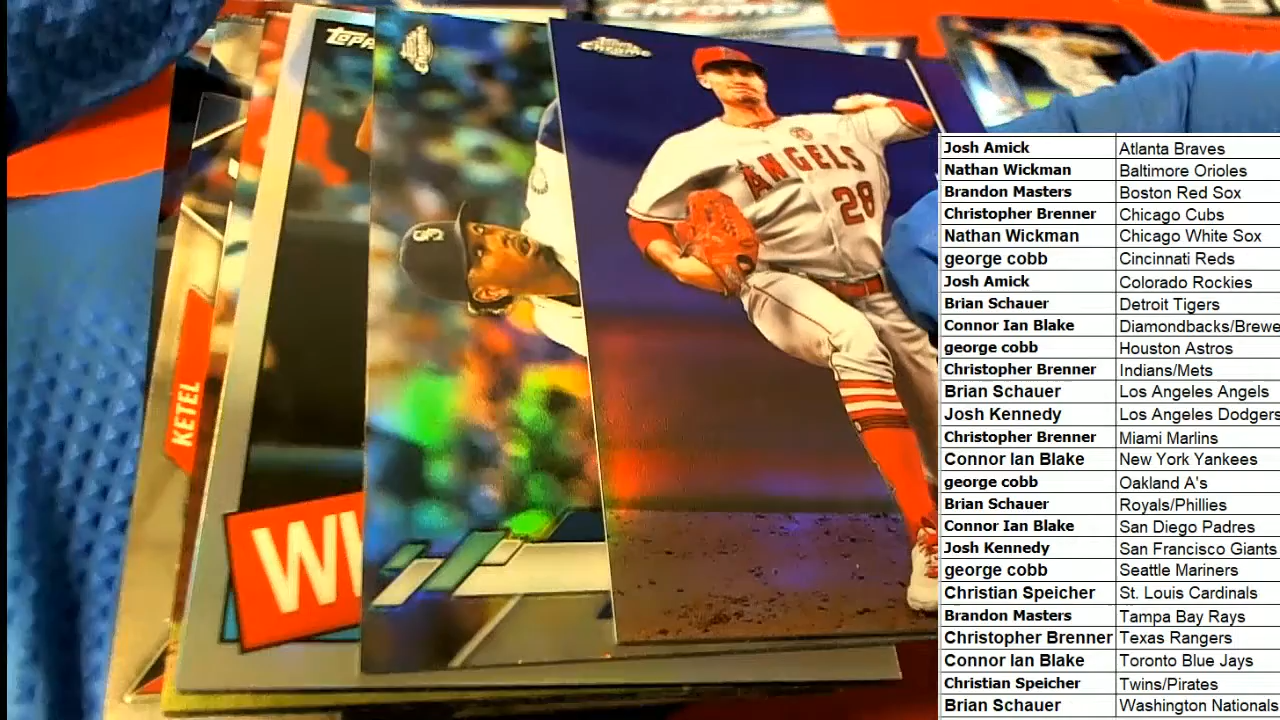 Topps
Chrome
ANGELS
28
KETEL
WH
Josh Amick Atlanta Braves
Nathan Wickman Baltimore Orioles
Brandon Masters Boston Red Sox
Christopher Brenner Chicago Cubs
Nathan Wickman Chicago White Sox
george cobb Cincinnati Reds
Josh Amick Colorado Rockies
Brian Schauer Detroit Tigers
Connor Ian Blake Diamondbacks/Brewe
george cobb Houston Astros
Christopher Brenner Indians/Mets
Brian Schauer Los Angeles Angels
Josh Kennedy Los Angeles Dodgers
Christopher Brenner Miami Marlins
Connor Ian Blake New York Yankees
george cobb Oakland A's
Brian Schauer Royals/Phillies
Connor Ian Blake San Diego Padres
Josh Kennedy San Francisco Giants
george cobb Seattle Mariners
Christian Speicher St. Louis Cardinals
Brandon Masters Tampa Bay Rays
Christopher Brenner Texas Rangers
Connor Ian Blake Toronto Blue Jays
Christian Speicher Twins/Pirates
Brian Schauer Washington Nationals